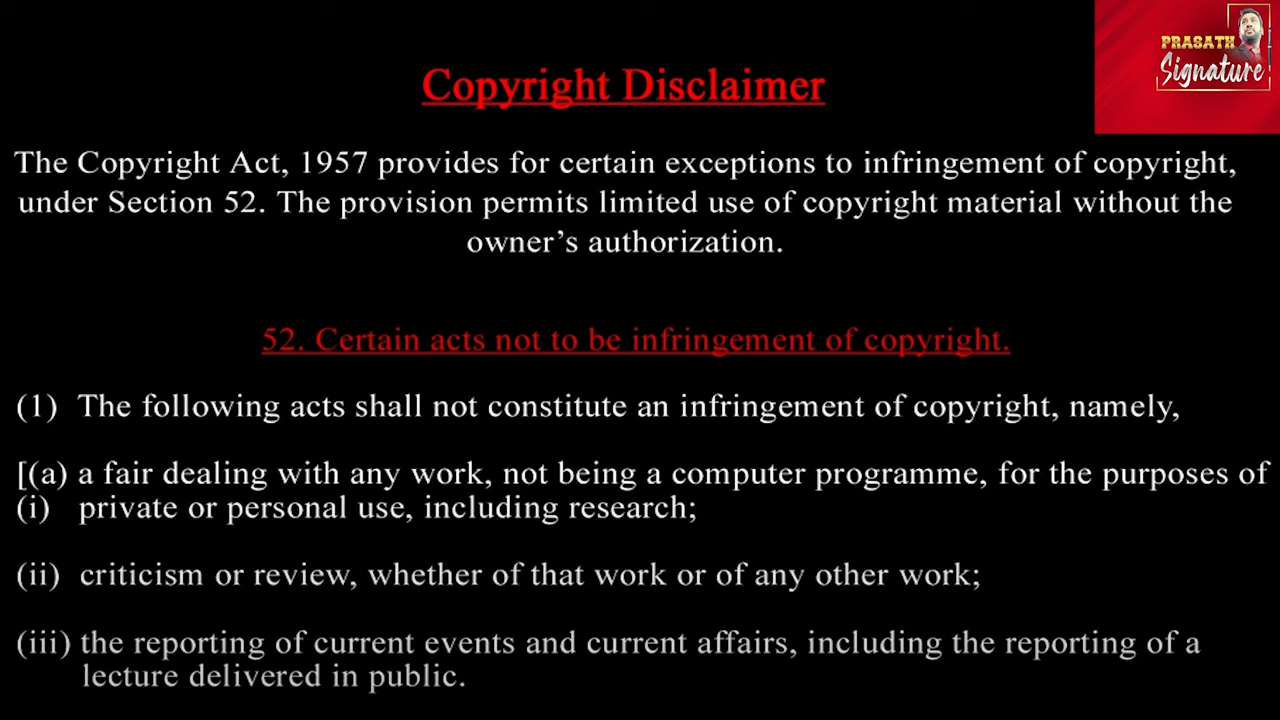 PRASATH
Signature
Copyright Disclaimer
The Copyright Act, 1957 provides for certain exceptions to infringement of copyright,
under Section 52. The provision permits limited use of copyright material without the
owner’s authorization.
52. Certain acts not to be infringement of copyright.
(1) The following acts shall not constitute an infringement of copyright, namely,
[(a) a fair dealing with any work, not being a computer programme, for the purposes of
(i) private or personal use, including research;
(ii) criticism or review, whether of that work or of any other work;
(iii) the reporting of current events and current affairs, including the reporting of a
lecture delivered in public.